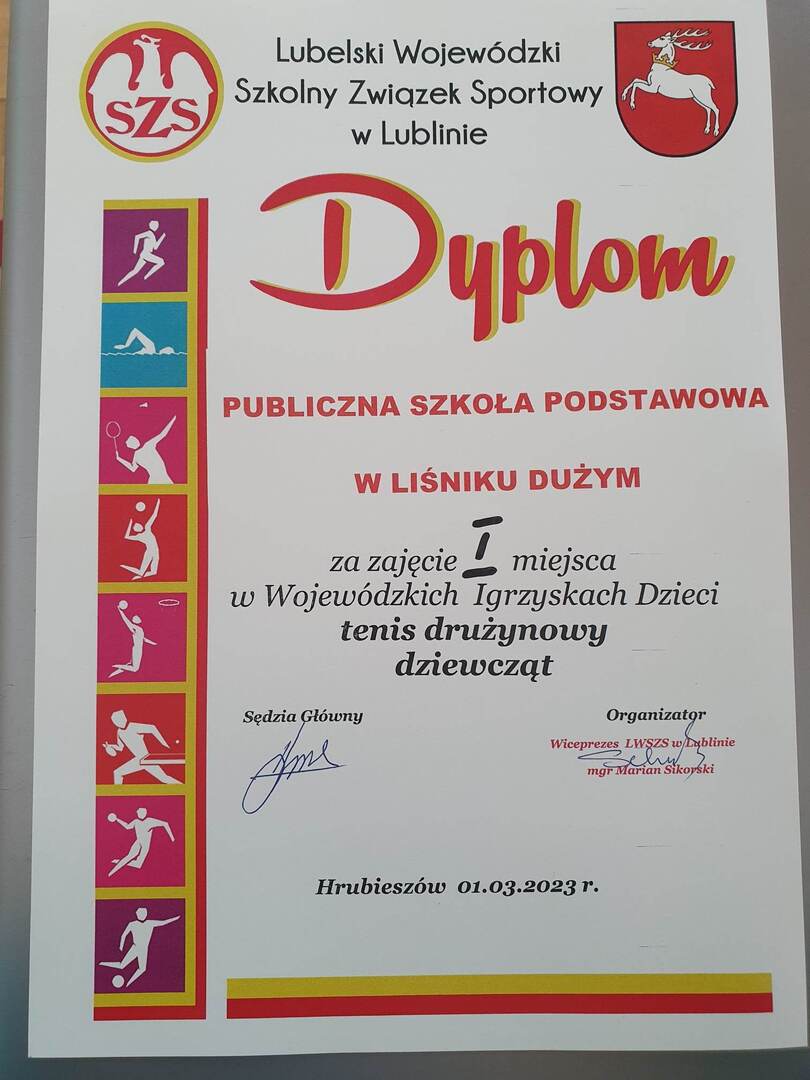 SZS
Lubelski Wojewódzki
Szkolny Związek Sportowy
w Lublinie
Dyplom
PUBLICZNA SZKOŁA PODSTAWOWA
W LIŚNIKU DUŻYM
za zajęcie I miejsca
w Wojewódzkich Igrzyskach Dzieci
tenis drużynowy
dziewcząt
Sędzia Główny
Organizator
Wiceprezes LWSZS w Lublinie
mgr Marian Sikorski
Hrubieszów 01.03.2023 r.